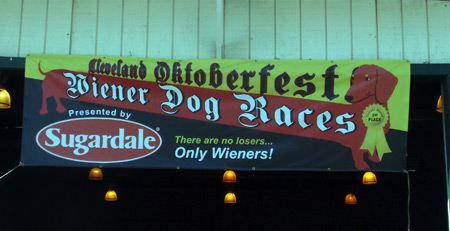 Cleveland Oktoberfest
Wiener Dog Races
Presented by
Sugardale®
There are no losers...
Only Wieners!